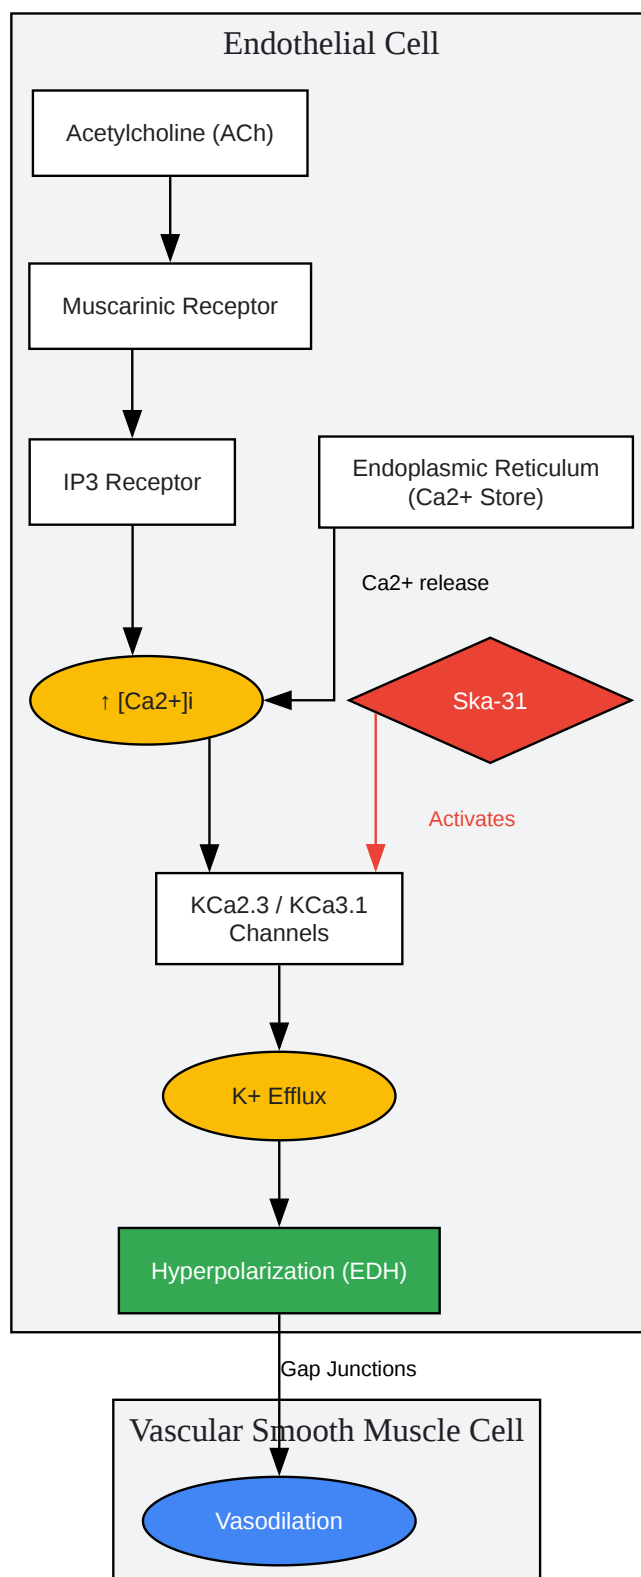 Endothelial Cell
Acetylcholine (ACh)
Muscarinic Receptor
IP3 Receptor
Endoplasmic Reticulum
(Ca2+ Store)
Ca2+ release
↑ [Ca2+]i
Ska-31
Activates
KCa2.3 / KCa3.1
Channels
K+ Efflux
Hyperpolarization (EDH)
Gap Junctions
Vascular Smooth Muscle Cell
Vasodilation